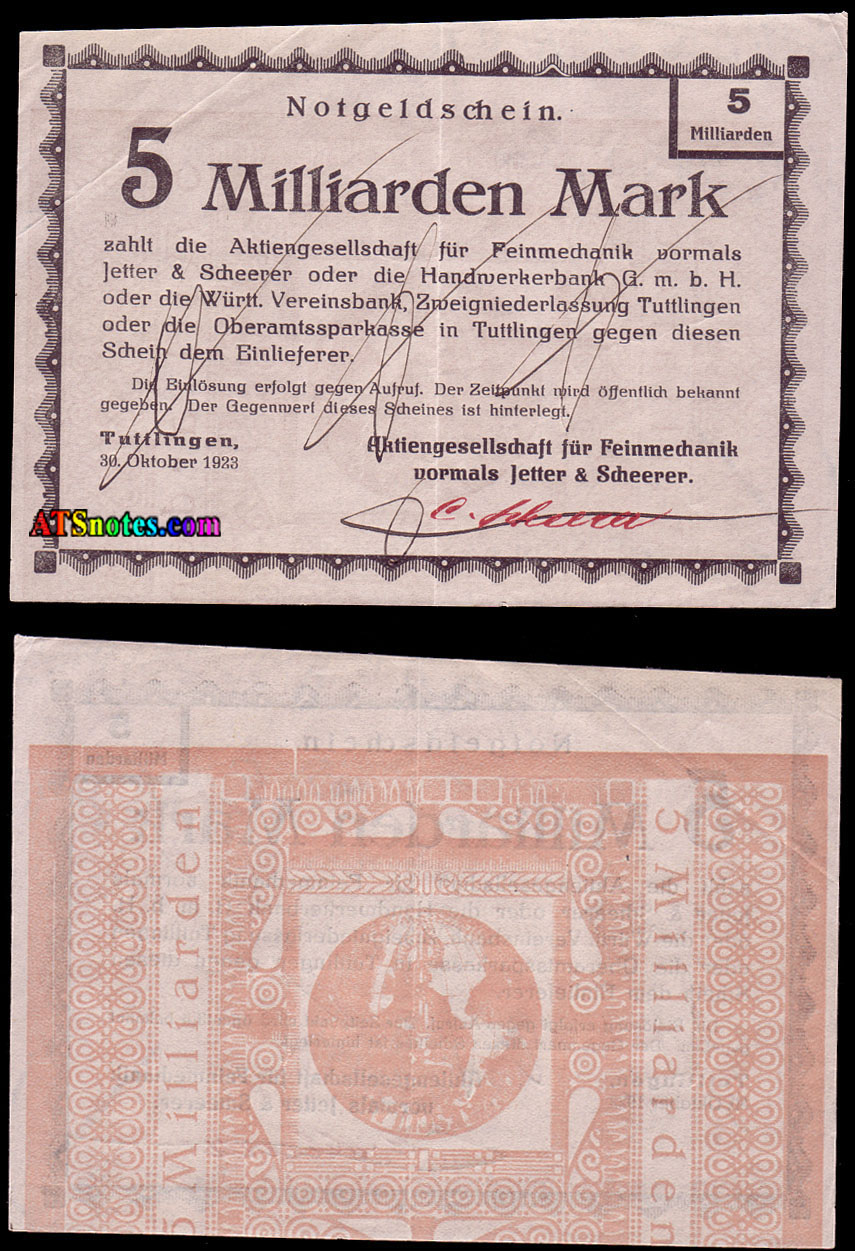 Notgeldschein.
5
Milliarden
5 Milliarden Mark
zahlt die Aktiengesellschaft für Feinmechanik vormals
Jetter & Scheerer oder die Handwerkerbank G. m. b. H.
oder die Württ. Vereinsbank, Zweigniederlassung Tuttlingen
oder die Oberamtssparkasse in Tuttlingen gegen diesen
Schein dem Einlieferer.
Die Einlösung erfolgt gegen Aufruf. Der Zeitpunkt wird öffentlich bekannt
gegeben. Der Gegenwert dieses Scheines ist hinterlegt.
Tuttlingen,
30. Oktober 1923
Aktiengesellschaft für Feinmechanik
vormals Jetter & Scheerer.
ATSnotes.com
5 Milliarden
5 Milliarden